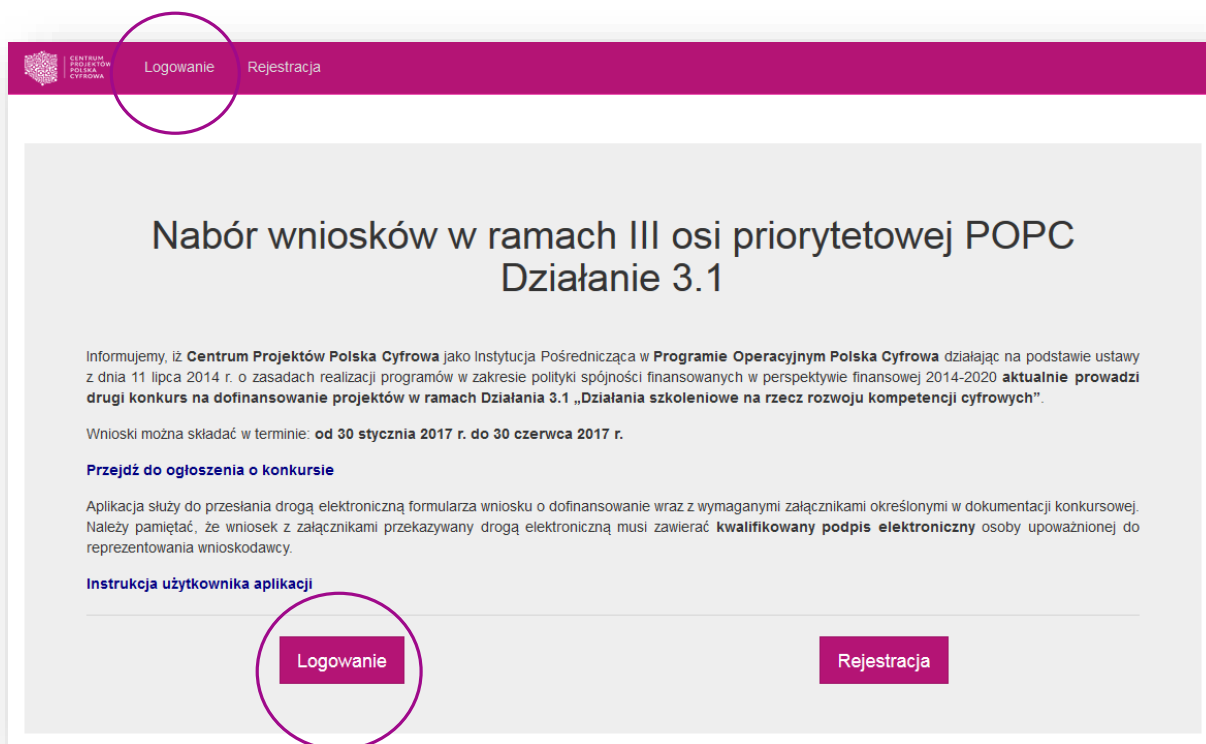 CENTRUM
PROJEKTÓW
POLSKA
CYFROWA
Logowanie Rejestracja
Nabór wniosków w ramach III osi priorytetowej POPC
Działanie 3.1
Informujemy, iż Centrum Projektów Polska Cyfrowa jako Instytucja Pośrednicząca w Programie Operacyjnym Polska Cyfrowa działając na podstawie ustawy
z dnia 11 lipca 2014 r. o zasadach realizacji programów w zakresie polityki spójności finansowanych w perspektywie finansowej 2014-2020 aktualnie prowadzi
drugi konkurs na dofinansowanie projektów w ramach Działania 3.1 „Działania szkoleniowe na rzecz rozwoju kompetencji cyfrowych”.
Wnioski można składać w terminie: od 30 stycznia 2017 r. do 30 czerwca 2017 r.
Przejdź do ogłoszenia o konkursie
Aplikacja służy do przesłania drogą elektroniczną formularza wniosku o dofinansowanie wraz z wymaganymi załącznikami określonymi w dokumentacji konkursowej.
Należy pamiętać, że wniosek z załącznikami przekazywany drogą elektroniczną musi zawierać kwalifikowany podpis elektroniczny osoby upoważnionej do
reprezentowania wnioskodawcy.
Instrukcja użytkownika aplikacji
Logowanie Rejestracja